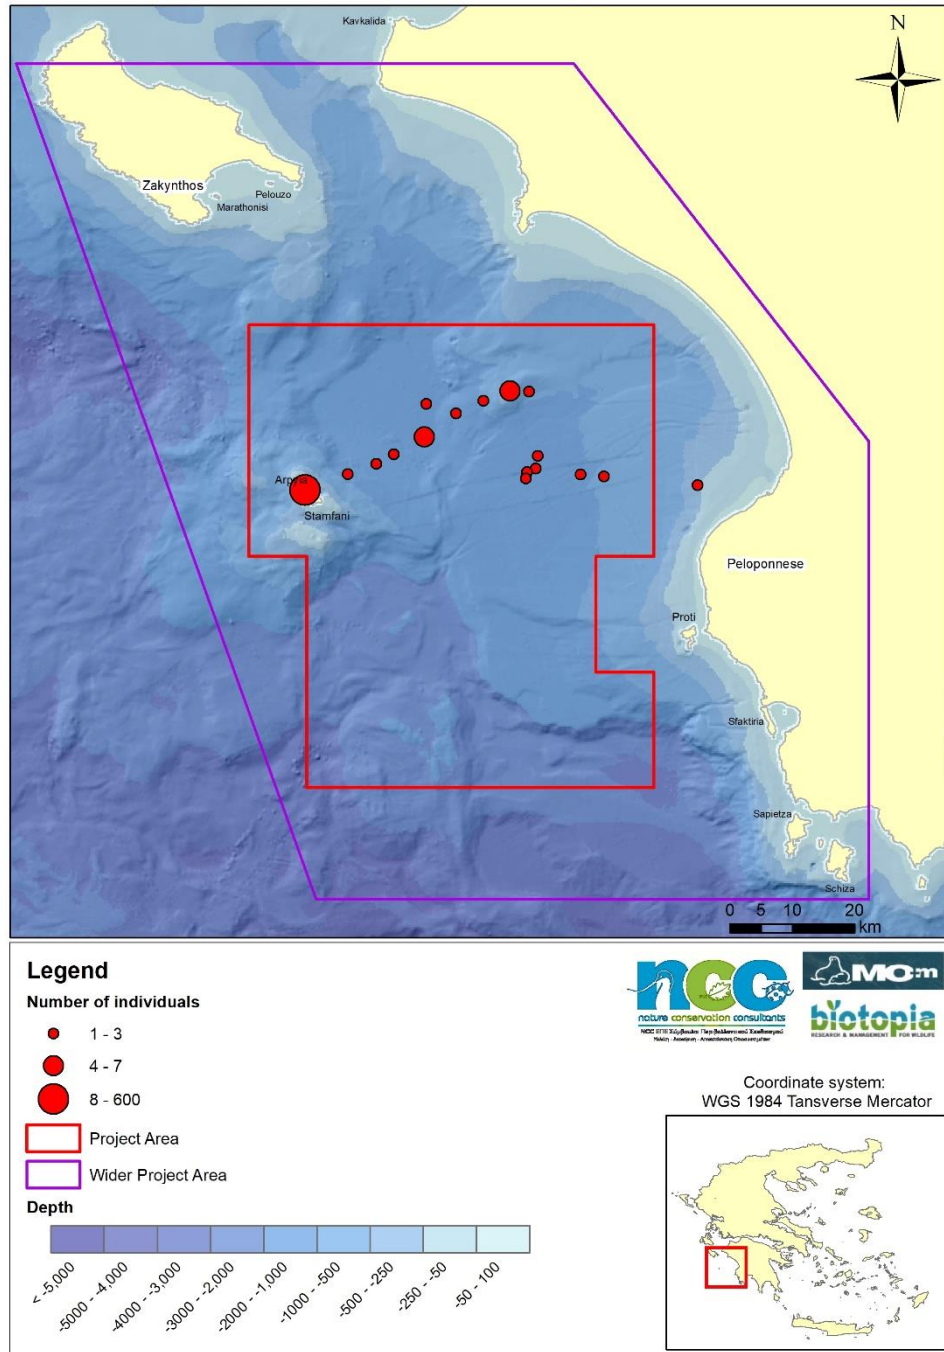 Kavkalida
N
Zakynthos
Pelouzo
Marathonisi
Arpyia
Stamfani
Peloponnese
Proti
Sfaktiria
Sapietza
Schiza
0 5 10 20
km
Legend
Number of individuals
1 - 3
4 - 7
8 - 600
Project Area
Wider Project Area
Depth
< -5,000
-5000 - -4,000
-4000 - -3,000
-3000 - -2,000
-2000 - -1,000
-1000 - -500
-500 - -250
-250 - -50
-50 - -100
ncc
nature conservation consultants
MO:m
biotopia
RESEARCH & MANAGEMENT FOR WILDLIFE
Coordinate system:
WGS 1984 Tansverse Mercator